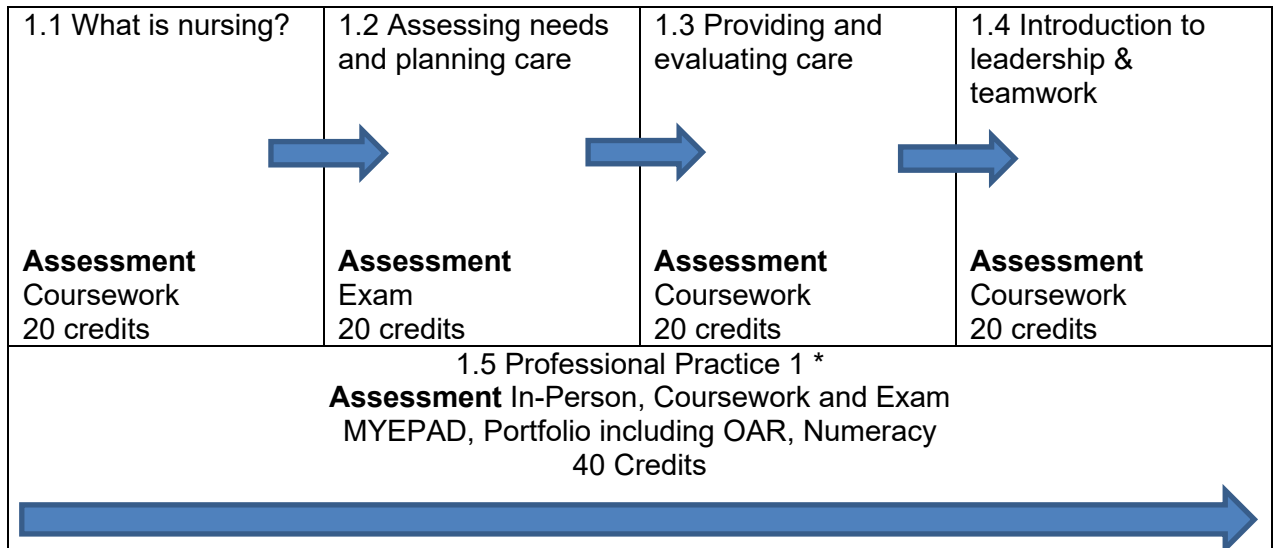 1.1 What is nursing?
Assessment
Coursework
20 credits
1.2 Assessing needs
and planning care
Assessment
Exam
20 credits
1.3 Providing and
evaluating care
Assessment
Coursework
20 credits
1.4 Introduction to
leadership &
teamwork
Assessment
Coursework
20 credits
1.5 Professional Practice 1 *
Assessment In-Person, Coursework and Exam
MYEPAD, Portfolio including OAR, Numeracy
40 Credits